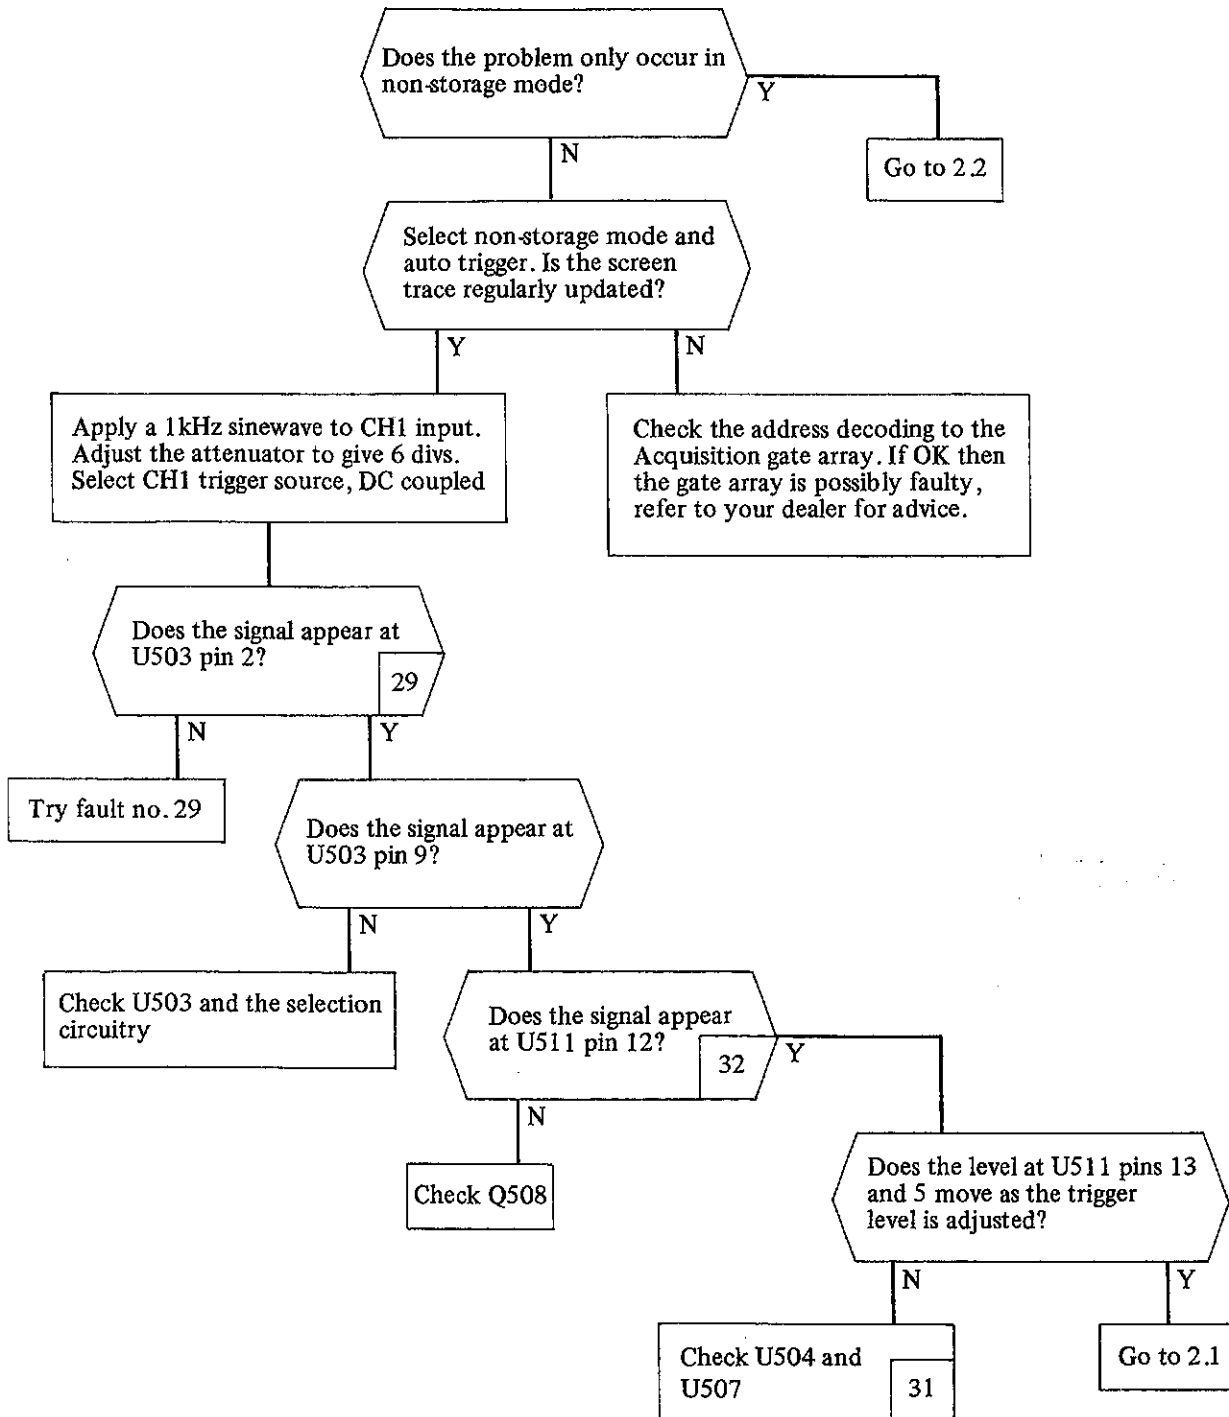 Does the problem only occur in
non-storage mode?
Y
N
Go to 2.2
Select non-storage mode and
auto trigger. Is the screen
trace regularly updated?
Y
N
Apply a 1kHz sinewave to CH1 input.
Adjust the attenuator to give 6 divs.
Select CH1 trigger source, DC coupled
Check the address decoding to the
Acquisition gate array. If OK then
the gate array is possibly faulty,
refer to your dealer for advice.
Does the signal appear at
U503 pin 2?
29
N
Y
Try fault no. 29
Does the signal appear at
U503 pin 9?
N
Y
Check U503 and the selection
circuitry
Does the signal appear
at U511 pin 12?
32
Y
N
Check Q508
Does the level at U511 pins 13
and 5 move as the trigger
level is adjusted?
N
Y
Check U504 and
U507
31
Go to 2.1